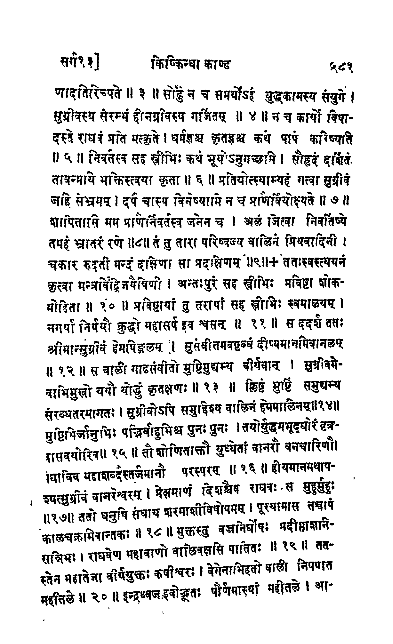 सर्ग१३] किष्किन्धा काण्ड ५८१
णादतिरिच्यते ॥ ३ ॥ सोढुं न च समर्थोऽहं युद्धकामस्य संयुगे।
सुग्रीवस्य संरम्भं हीनग्रीवस्य गर्जितम् ॥ ४ ॥ न च कार्यो विषा-
दस्ते राघवं प्रति मत्कृते। धर्मज्ञश्च कृतज्ञश्च कथं पापं करिष्यति
॥ ५ ॥ निवर्तस्व सह स्त्रीभिः कथं भूयोऽनुगच्छसि। सौहृदं दर्शितं
तावन्मयि भक्तिस्त्वया कृता ॥ ६ ॥ प्रतियोत्स्याम्यहं गत्वा सुग्रीवं
जहि संभ्रमम्। दर्पं चास्य विनेष्यामि न च प्राणैर्वियोक्ष्यते ॥ ७॥
शापितासि मम प्राणैर्निवर्तस्व जनेन च । अलं जित्वा निवर्तिष्ये
तमहं भ्रातरं रणे ॥८॥ तं तु तारा परिष्वज्य वालिनं प्रियवादिनी।
चकार रुदती मन्दं दक्षिणा सा प्रदक्षिणम् ॥९॥+ ततःस्वस्त्ययनं
कृत्वा मन्त्रविद्विजयैषिणी। अन्तःपुरं सह स्त्रीभिः प्रविष्टा शोक-
मोहिता ॥ १० ॥ प्रविष्टायां तु तारायां सह स्त्रीभिः स्वमालयम्।
नगर्या निर्ययौ क्रुद्धो महासर्प इव श्वसन् ॥ ११ ॥ स ददर्श ततः
श्रीमान्सुग्रीवं हेमपिङ्गलम्। सुसंवीतमवष्टब्धं दीप्यमानमिवानलम्
॥ १२ ॥ स वाली गाढसंवीतो मुष्टिमुद्यम्य वीर्यवान्। सुग्रीवमे-
वाभिमुखो ययौ योद्धुं कृतक्षणः॥ १३ ॥ श्लिष्टं मुष्टिं समुद्यम्य
संरब्धतरमागतः। सुग्रीवोऽपि समुद्दिश्य वालिनं हेममालिनम्॥१४॥
मुष्टिभिर्जानुभिः पद्भिर्बाहुभिश्च पुनः पुनः। तयोर्युद्धमभूद्घोरं वृत्र-
वासवयोरिव॥ १५ ॥ तौ शोणिताक्तौ युध्येतां वानरौ वनचारिणौ।
मेघाविव महाशब्दैस्तर्जमानौ परस्परम् ॥ १६ ॥ हीयमानमथाप-
श्यत्सुग्रीवं वानरेश्वरम्। प्रेक्षमाणं दिशश्चैव राघवः स मुहुर्मुहुः
॥१७॥ ततो धनुषि संधाय शरमाशीविषोपमम्। पूरयामास तच्चापं
कालचक्रमिवान्तकः॥ १८ ॥ मुक्तस्तु वज्रनिर्घोषः प्रदीप्ताशनि-
सन्निभः। राघवेण महाबाणो वालिवक्षसि पातितः॥ १९ ॥ तत-
स्तेन महातेजा वीर्ययुक्तः कपीश्वरः। वेगेनाभिहतो वाली निपपात
महीतले ॥ २० ॥ इन्द्रध्वज इवोद्धूतः पौर्णमास्यां महीतले। आ-